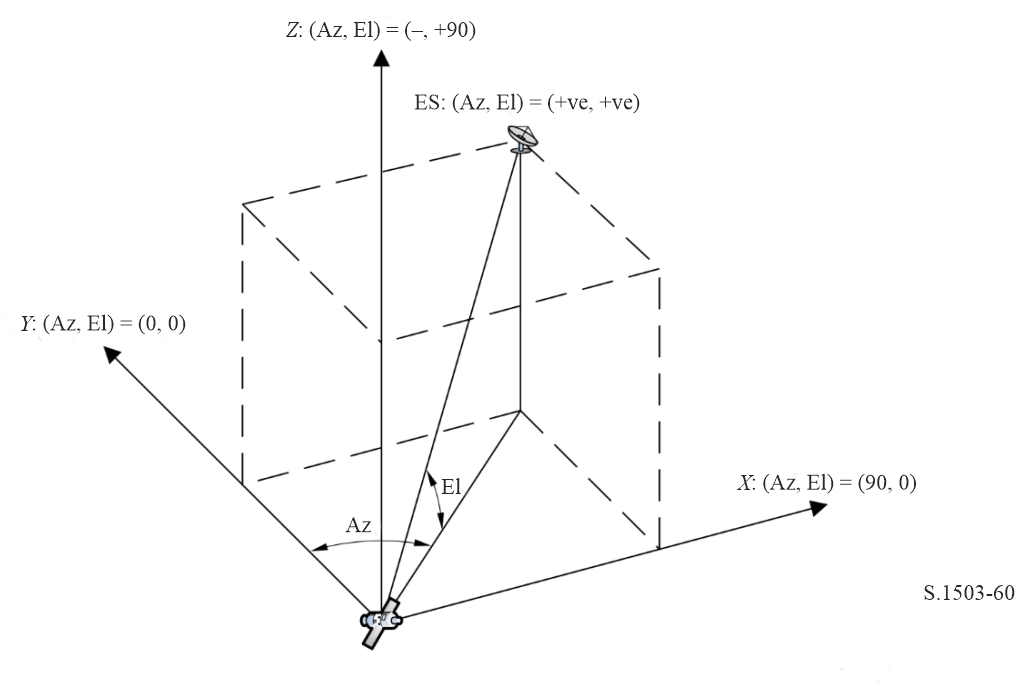 Z: (Az, El) = (–, +90)
ES: (Az, El) = (+ve, +ve)
Y: (Az, El) = (0, 0)
X: (Az, El) = (90, 0)
El
Az
S.1503-60